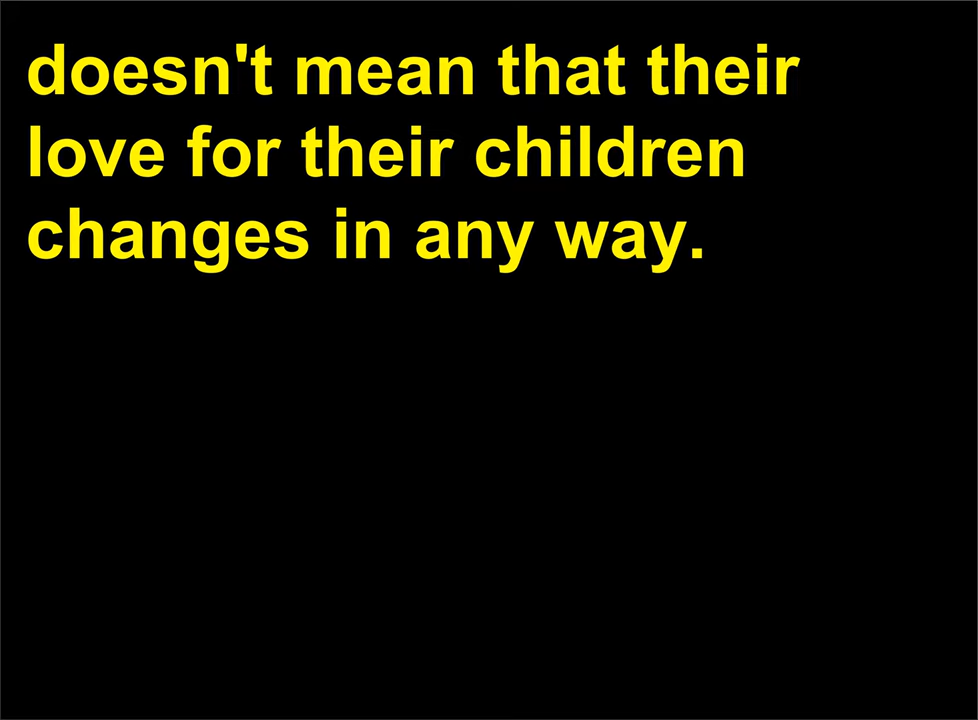 doesn't mean that their
love for their children
changes in any way.